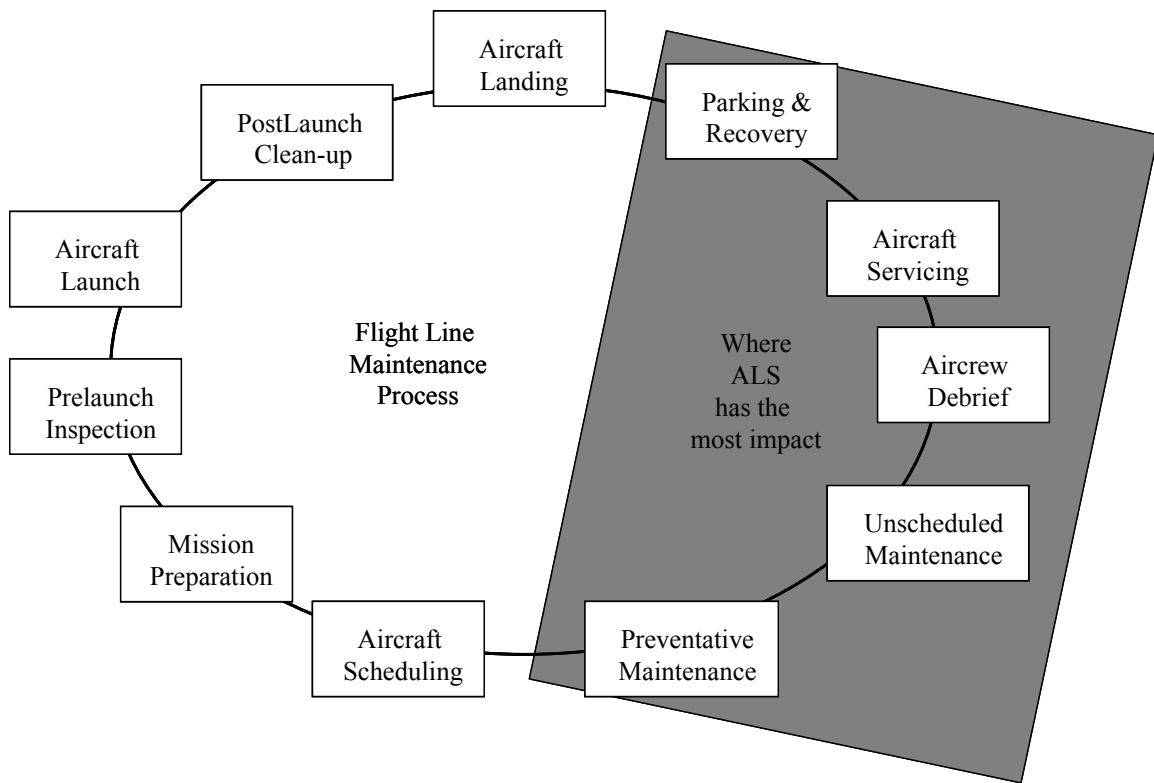 Aircraft
Landing
Parking &
Recovery
PostLaunch
Clean-up
Aircraft
Launch
Aircraft
Servicing
Flight Line
Maintenance
Process
Where
ALS
has the
most impact
Aircrew
Debrief
Prelaunch
Inspection
Unscheduled
Maintenance
Mission
Preparation
Aircraft
Scheduling
Preventative
Maintenance